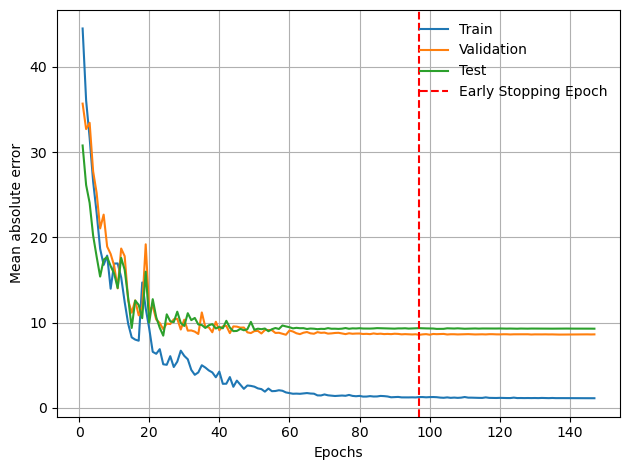 Train
Validation
Test
Early Stopping Epoch
Mean absolute error
40
30
20
10
0
0 20 40 60 80 100 120 140
Epochs